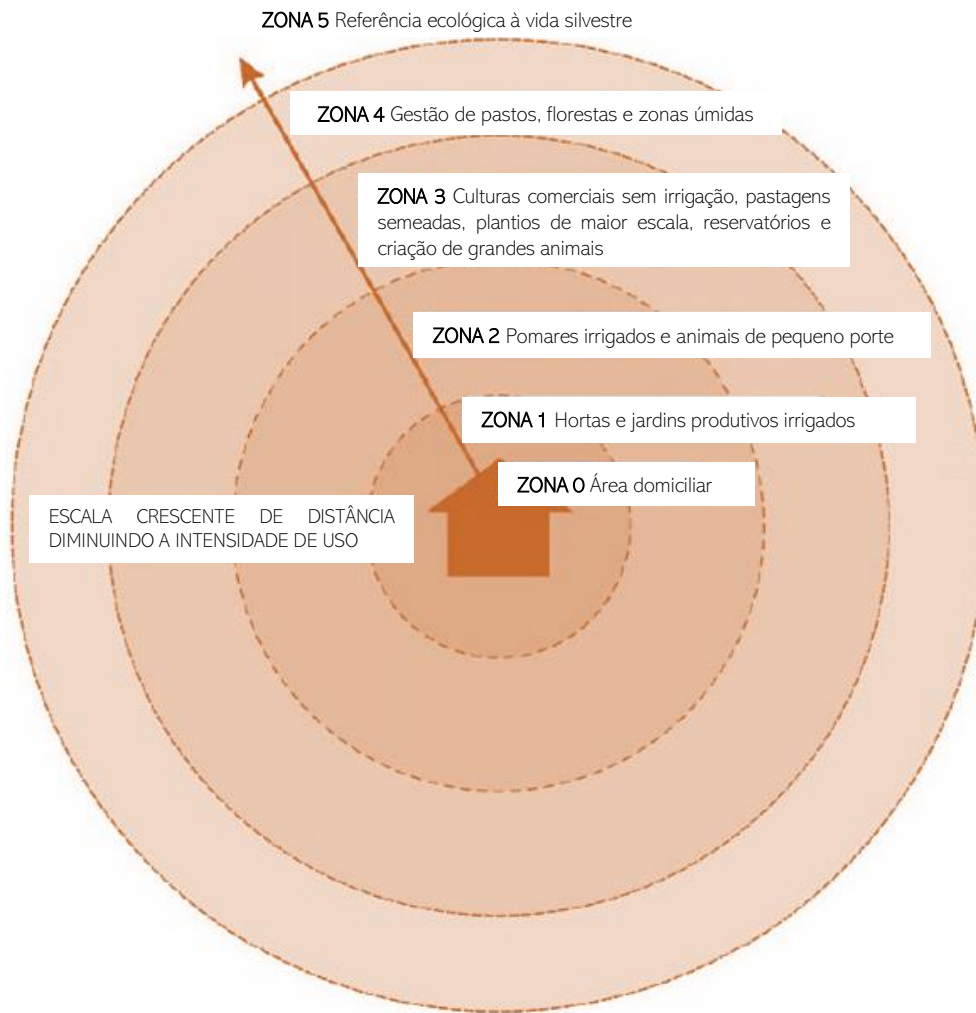 ZONA 5 Referência ecológica à vida silvestre
ZONA 4 Gestão de pastos, florestas e zonas úmidas
ZONA 3 Culturas comerciais sem irrigação, pastagens
semeadas, plantios de maior escala, reservatórios e
criação de grandes animais
ZONA 2 Pomares irrigados e animais de pequeno porte
ZONA 1 Hortas e jardins produtivos irrigados
ZONA 0 Área domiciliar
ESCALA CRESCENTE DE DISTÂNCIA
DIMINUINDO A INTENSIDADE DE USO